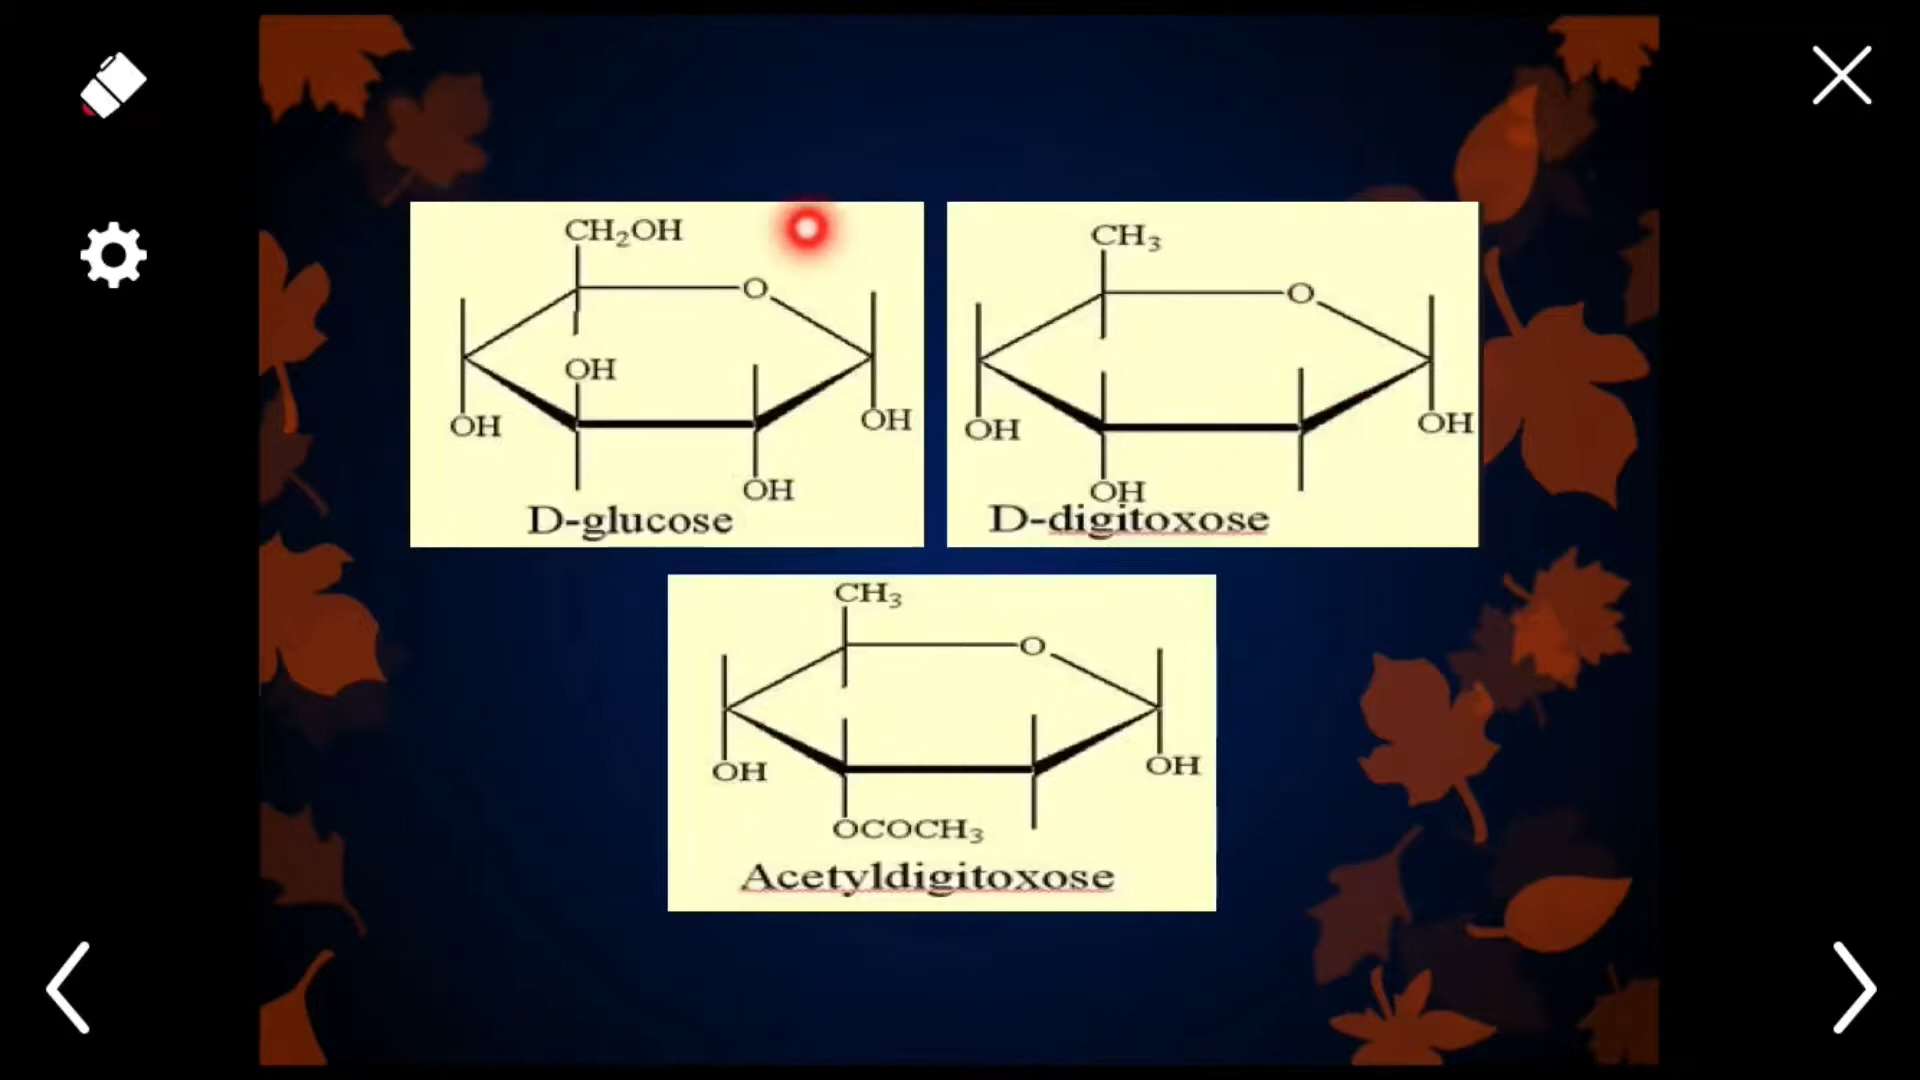 CH₂OH
O
OH
OH
OH
OH
D-glucose
CH₃
O
OH
OH
OH
D-digitoxose
CH₃
O
OH
OH
OCOCH₃
Acetyldigitoxose